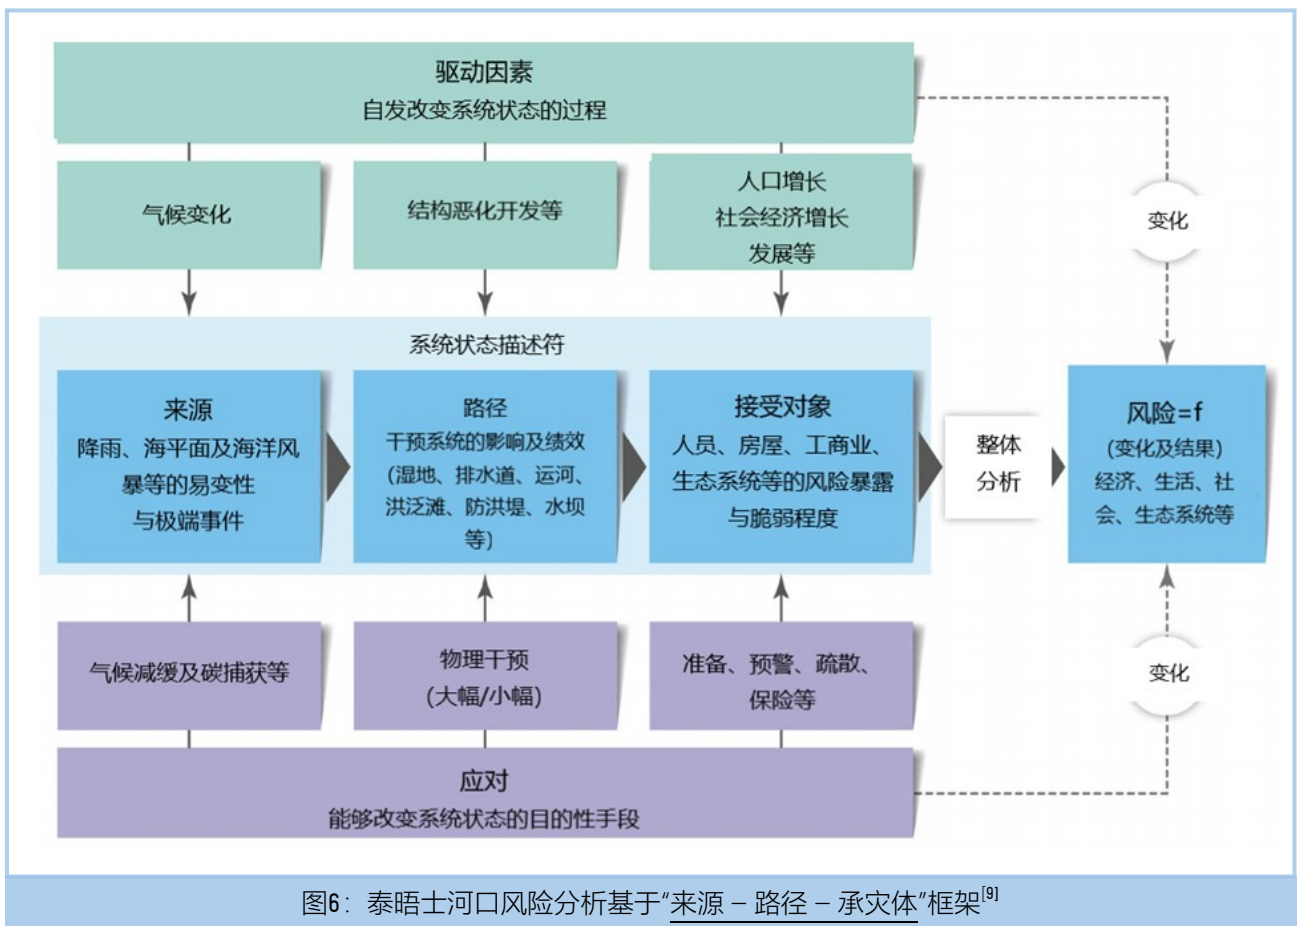 驱动因素
自发改变系统状态的过程
气候变化
结构恶化开发等
人口增长
社会经济增长
发展等
变化
系统状态描述符
来源
降雨、海平面及海洋风
暴等的易变性
与极端事件
路径
干预系统的影响及绩效
(湿地、排水道、运河、
洪泛滩、防洪堤、水坝
等)
接受对象
人员、房屋、工商业、
生态系统等的风险暴露
与脆弱程度
整体
分析
风险=f
(变化及结果)
经济、生活、社
会、生态系统等
气候减缓及碳捕获等
物理干预
(大幅/小幅)
准备、预警、疏散、
保险等
变化
应对
能够改变系统状态的目的性手段
图6：泰晤士河口风险分析基于“来源 – 路径 – 承灾体”框架[9]